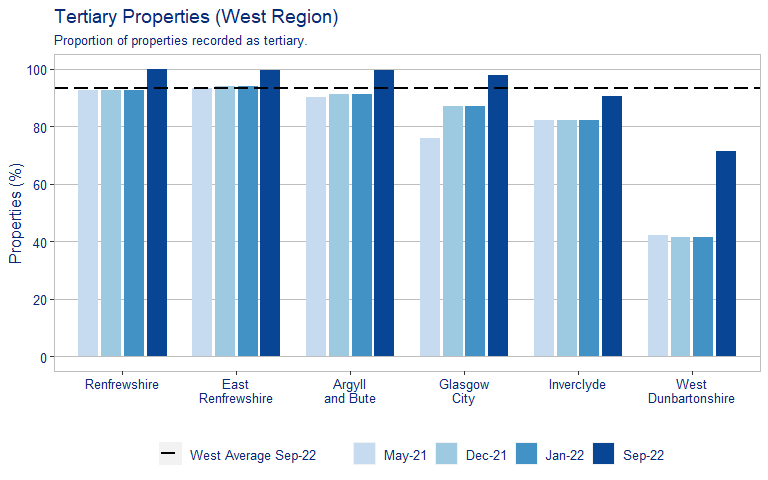 Tertiary Properties (West Region)
Proportion of properties recorded as tertiary.
Properties (%)
100
80
60
40
20
0
Renfrewshire
East
Renfrewshire
Argyll
and Bute
Glasgow
City
Inverclyde
West
Dunbartonshire
West Average Sep-22
May-21
Dec-21
Jan-22
Sep-22